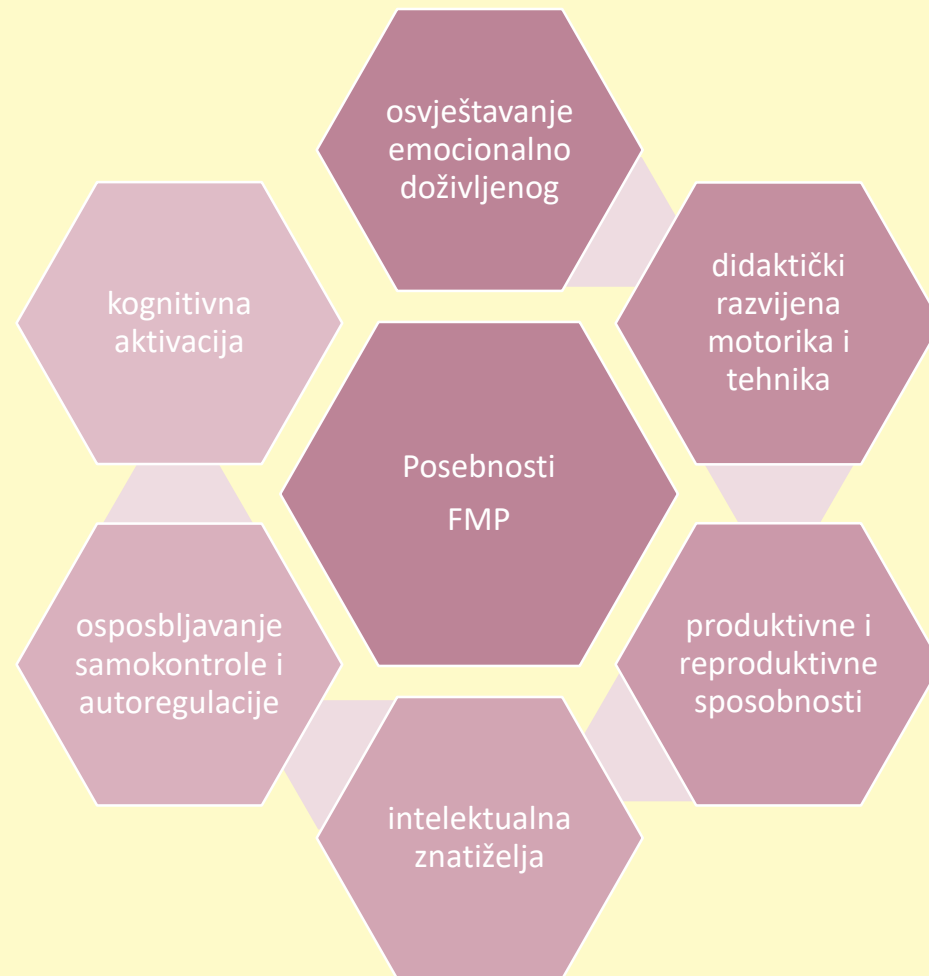 osvještavanje
emocionalno
doživljenog
didaktički
razvijena
motorika i
tehnika
kognitivna
aktivacija
Posebnosti
FMP
osposbljavanje
samokontrole i
autoregulacije
produktivne i
reproduktivne
sposobnosti
intelektualna
znatiželja